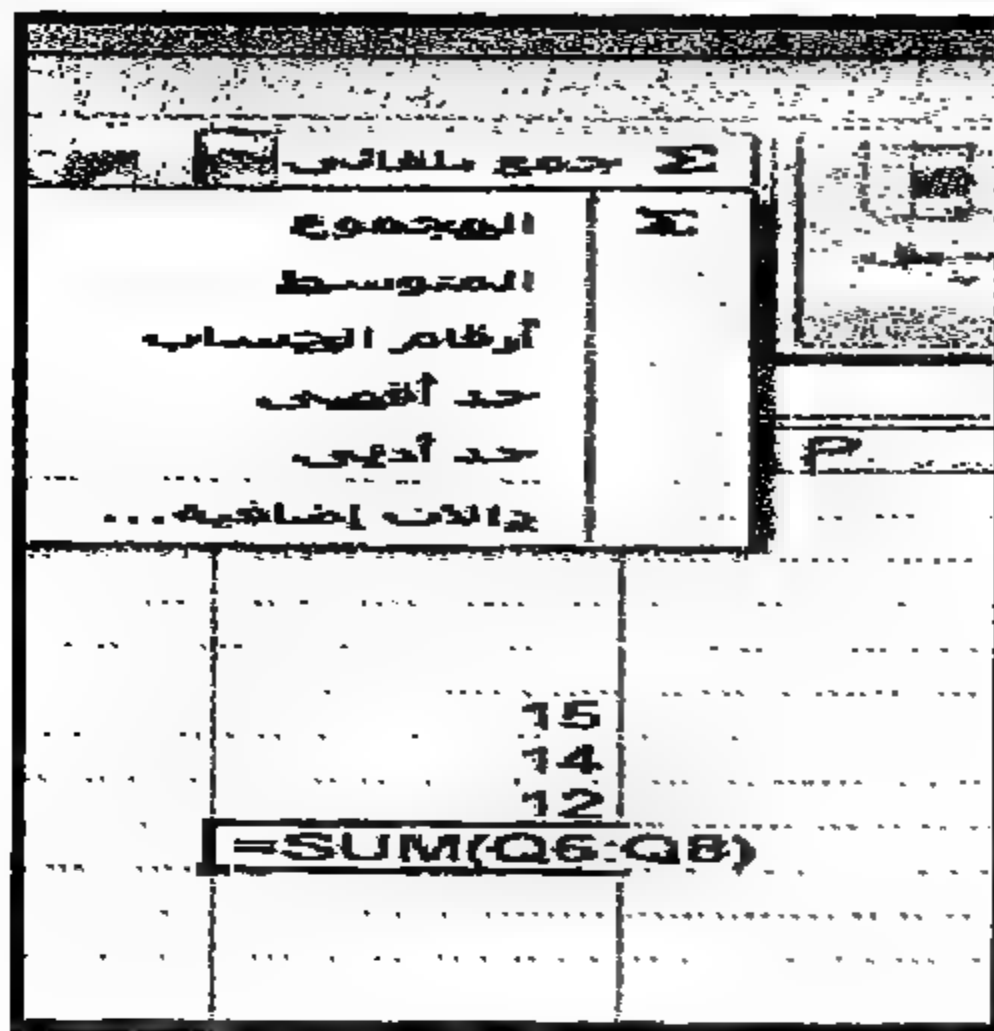 Σ جمع تلقائي
Σ المجموع
المتوسط
أرقام الحساب
حد أقصى
حد أدنى
دالات إضافية...
P
15
14
12
=SUM(Q6:Q8)